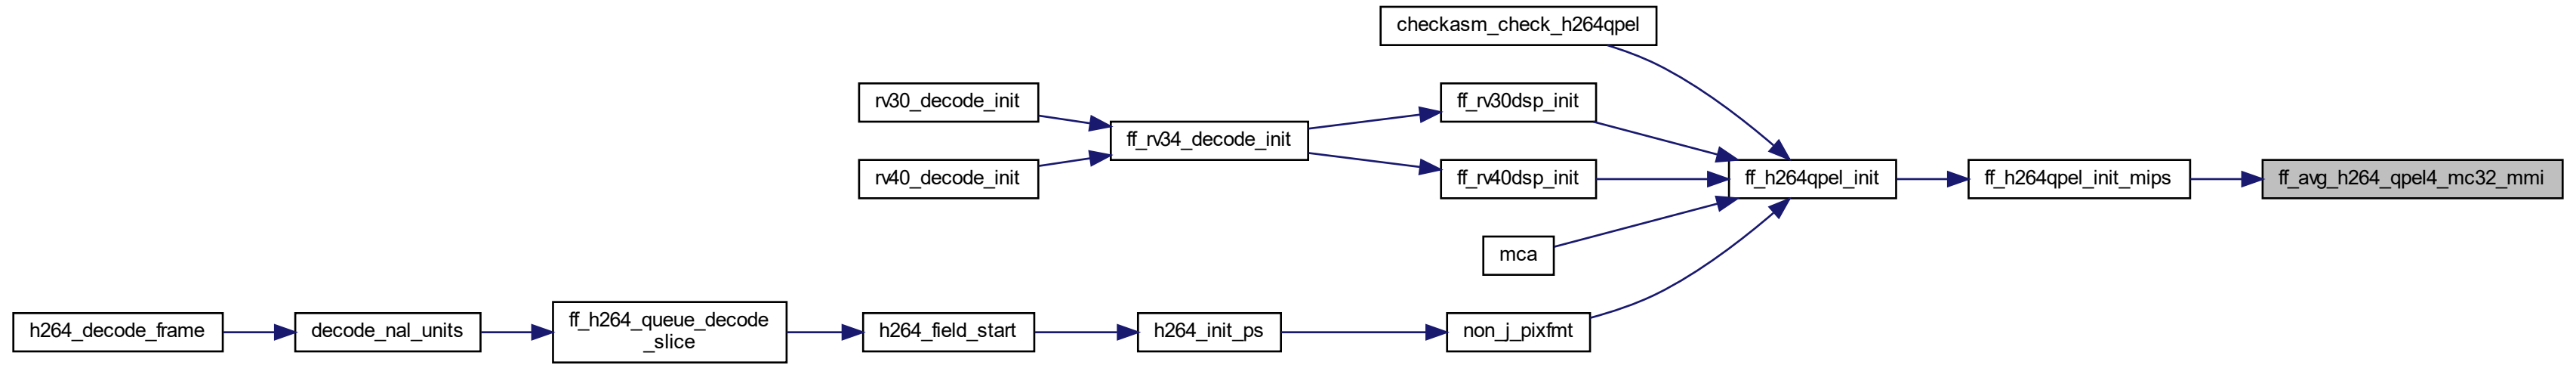 checkasm_check_h264qpel
rv30_decode_init
ff_rv30dsp_init
ff_rv34_decode_init
rv40_decode_init
ff_rv40dsp_init
ff_h264qpel_init
ff_h264qpel_init_mips
ff_avg_h264_qpel4_mc32_mmi
mca
h264_decode_frame
decode_nal_units
ff_h264_queue_decode
_slice
h264_field_start
h264_init_ps
non_j_pixfmt